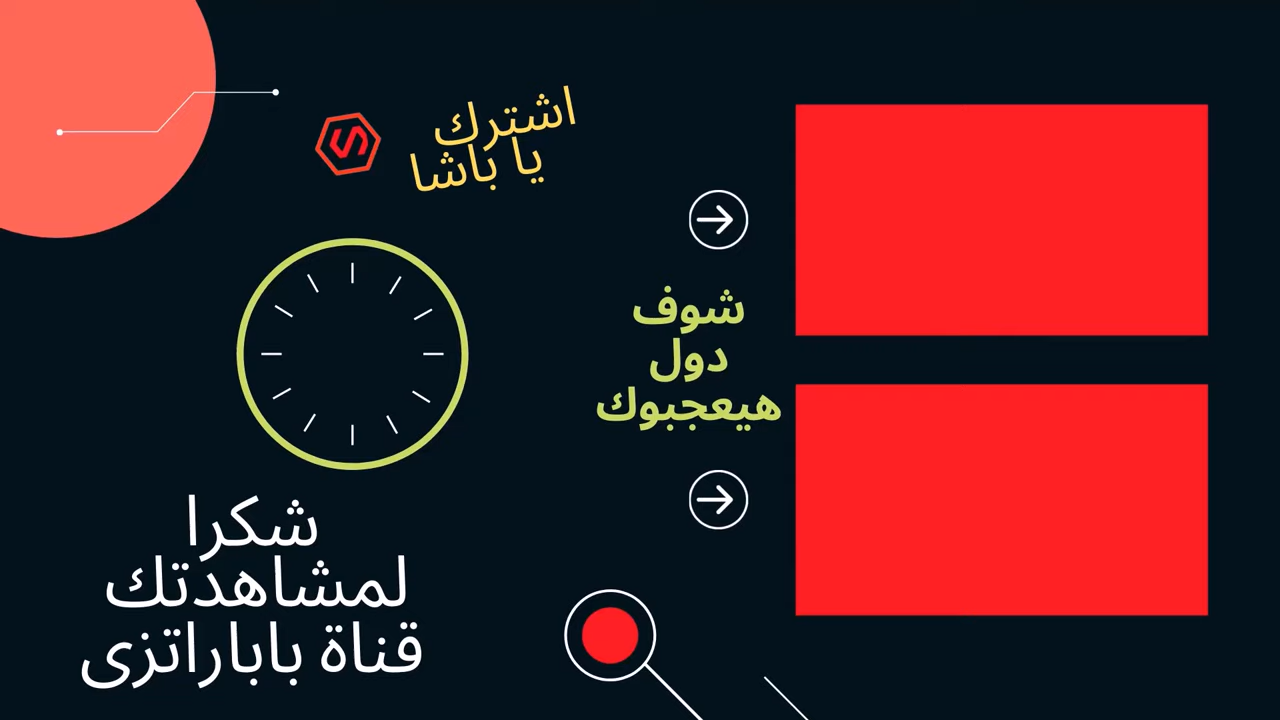 اشترك
يا باشا
شوف
دول
هيعجبوك
شكرا
لمشاهدتك
قناة باباراتزى